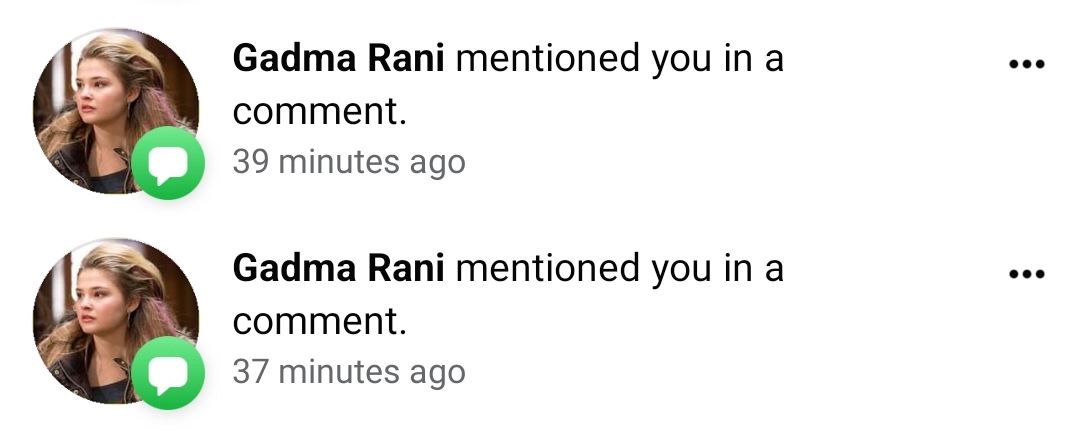 Gadma Rani mentioned you in a
comment.
39 minutes ago
Gadma Rani mentioned you in a
comment.
37 minutes ago